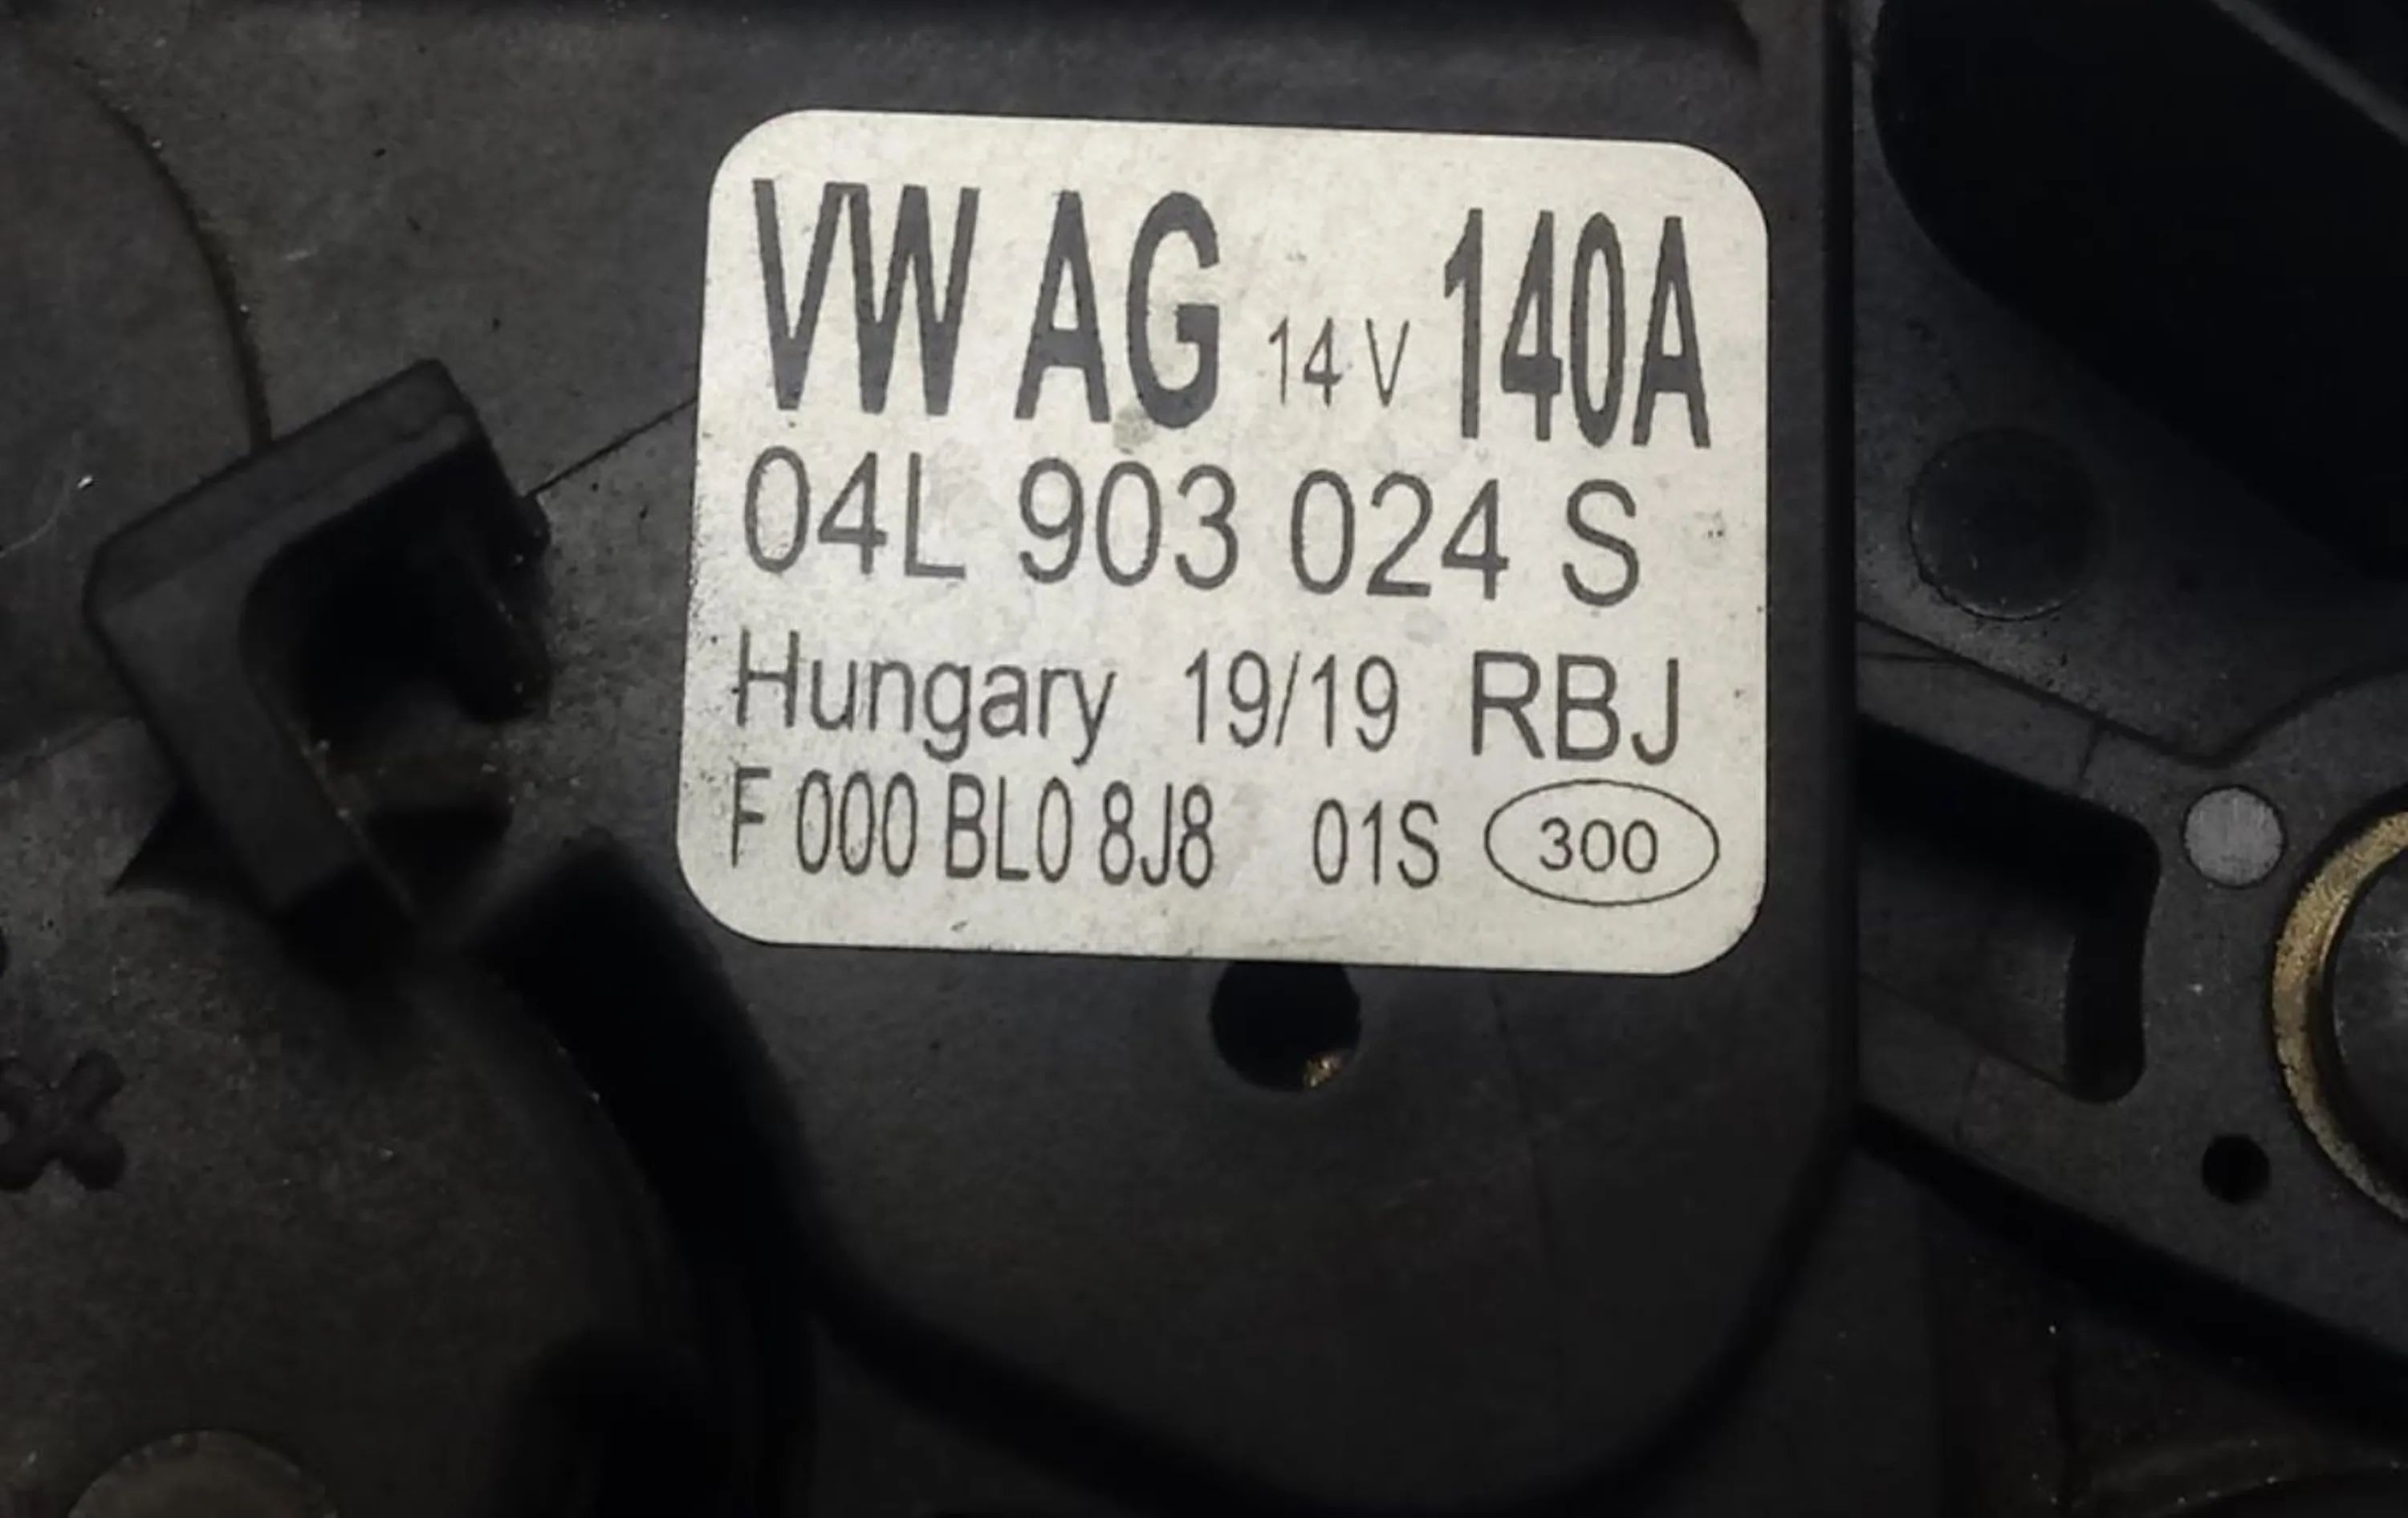 VW AG 14 V 140A
04L 903 024 S
Hungary 19/19 RBJ
F 000 BL0 8J8 01S 300